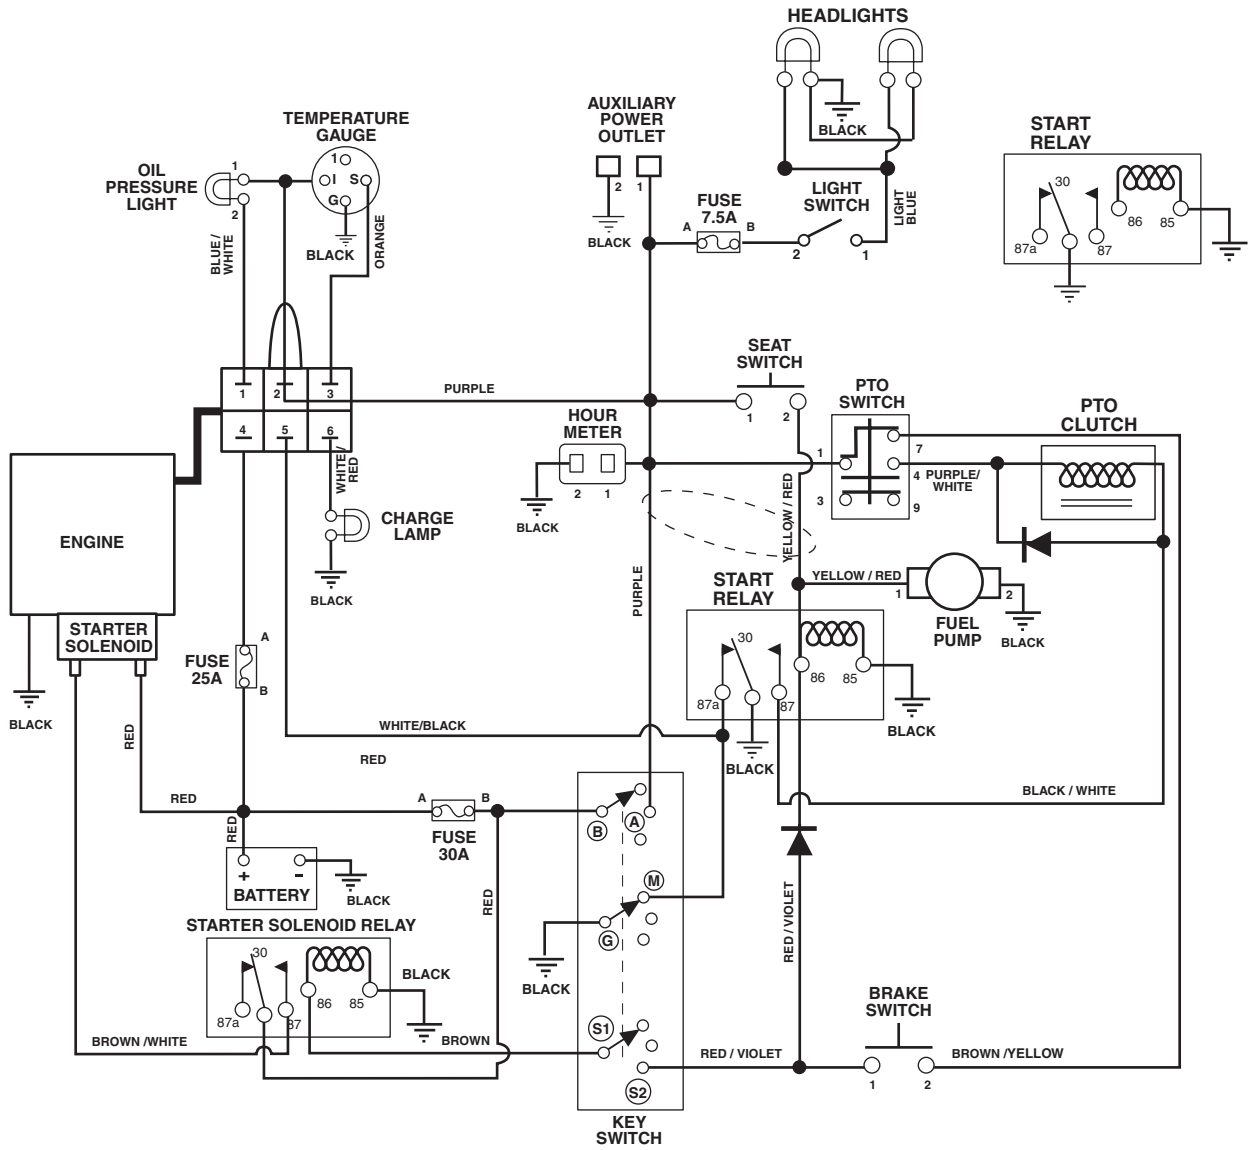 HEADLIGHTS
BLACK
AUXILIARY
POWER
OUTLET
2
1
BLACK
TEMPERATURE
GAUGE
1
I
S
G
BLACK
ORANGE
OIL
PRESSURE
LIGHT
1
2
BLUE/
WHITE
FUSE
7.5A
A
B
LIGHT
SWITCH
2
1
LIGHT
BLUE
START
RELAY
30
87a
87
86
85
1
2
3
4
5
6
PURPLE
SEAT
SWITCH
1
2
PTO
SWITCH
1
7
4
3
9
PURPLE/
WHITE
PTO
CLUTCH
HOUR
METER
2
1
BLACK
WHITE/
RED
CHARGE
LAMP
BLACK
ENGINE
STARTER
SOLENOID
BLACK
RED
FUSE
25A
A
B
PURPLE
YELLOW / RED
YELLOW / RED
1
2
FUEL
PUMP
BLACK
START
RELAY
30
87a
87
86
85
BLACK
BLACK
WHITE/BLACK
RED
RED
RED
A
B
FUSE
30A
BLACK / WHITE
+
-
BATTERY
BLACK
RED
B
A
M
G
BLACK
S1
S2
KEY
SWITCH
STARTER SOLENOID RELAY
30
87a
87
86
85
BLACK
BROWN /WHITE
BROWN
RED / VIOLET
RED / VIOLET
BRAKE
SWITCH
1
2
BROWN /YELLOW